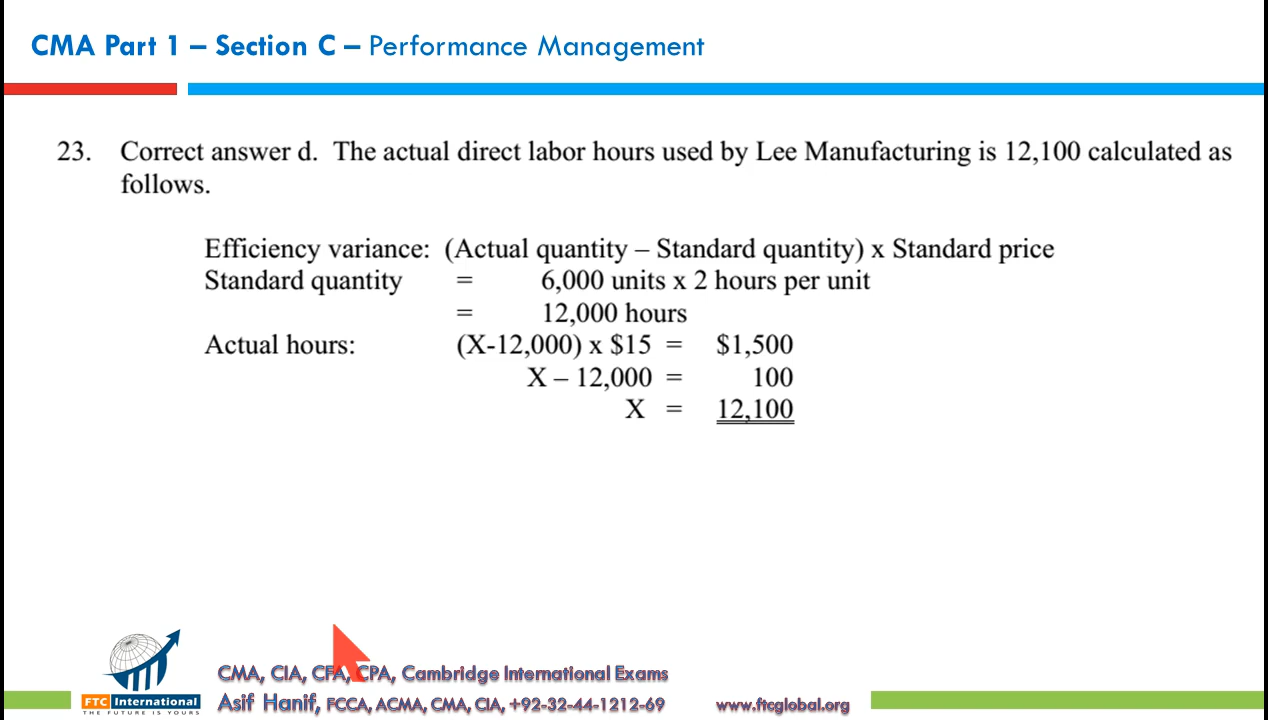 CMA Part 1 – Section C – Performance Management
23. Correct answer d. The actual direct labor hours used by Lee Manufacturing is 12,100 calculated as
follows.
Efficiency variance: (Actual quantity – Standard quantity) x Standard price
Standard quantity = 6,000 units x 2 hours per unit
= 12,000 hours
Actual hours: (X-12,000) x $15 = $1,500
X – 12,000 = 100
X = 12,100
CMA, CIA, CFA, CPA, Cambridge International Exams
FTC International
THE FUTURE IS YOURS
Asif Hanif, FCCA, ACMA, CMA, CIA, +92-32-44-1212-69
www.ftcglobal.org